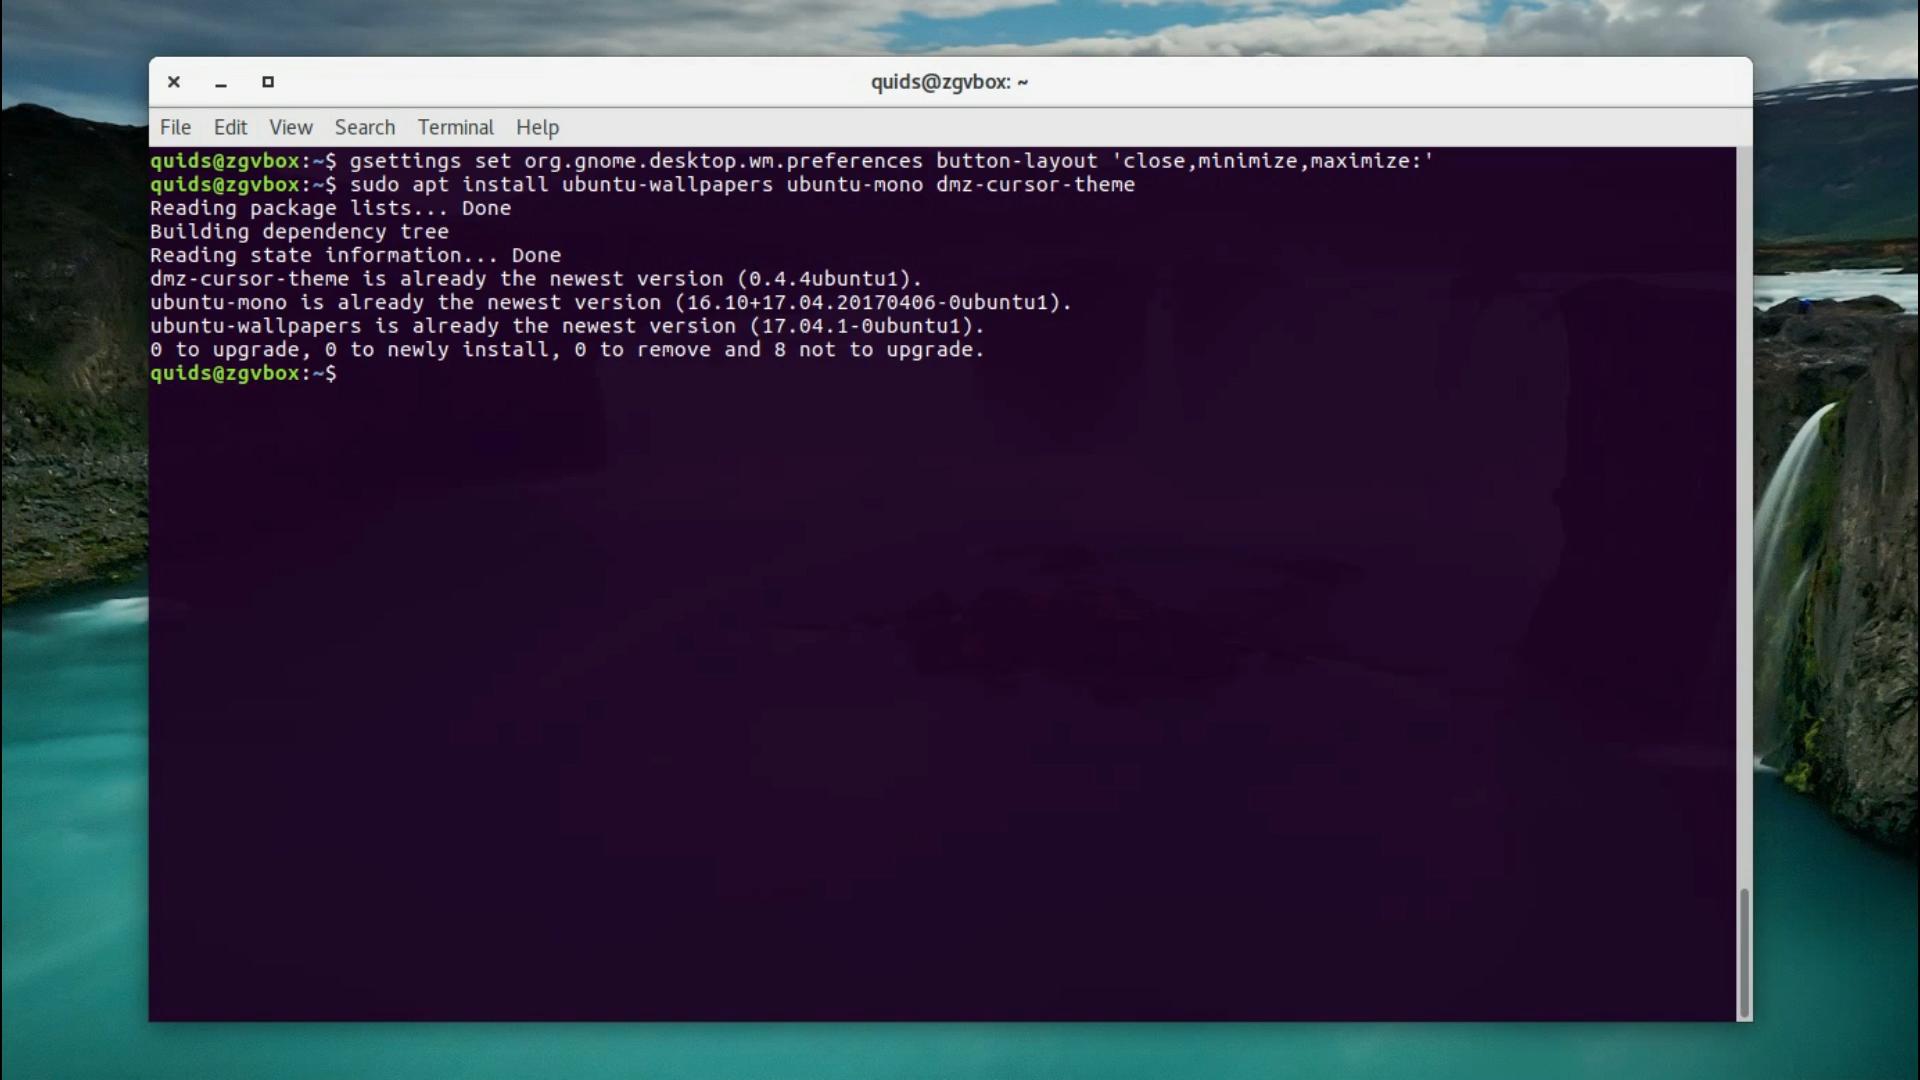 quids@zgvbox: ~
File Edit View Search Terminal Help
quids@zgvbox:~$ gsettings set org.gnome.desktop.wm.preferences button-layout 'close,minimize,maximize:'
quids@zgvbox:~$ sudo apt install ubuntu-wallpapers ubuntu-mono dmz-cursor-theme
Reading package lists... Done
Building dependency tree
Reading state information... Done
dmz-cursor-theme is already the newest version (0.4.4ubuntu1).
ubuntu-mono is already the newest version (16.10+17.04.20170406-0ubuntu1).
ubuntu-wallpapers is already the newest version (17.04.1-0ubuntu1).
0 to upgrade, 0 to newly install, 0 to remove and 8 not to upgrade.
quids@zgvbox:~$